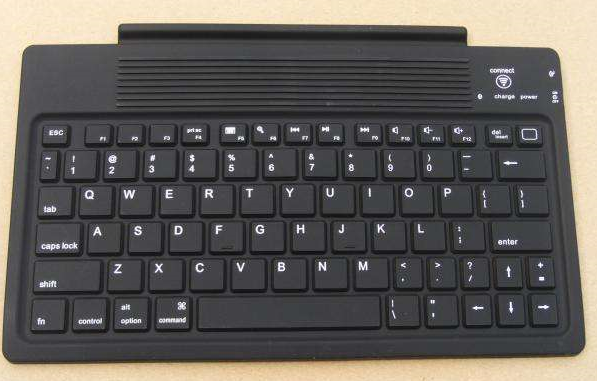 connect
charge power
ESC F1 F2 F3 prt sc F4 F5 F6 F7 F8 F9 F10 F11 F12 del insert
~ ` ! 1 @ 2 # 3 $ 4 % 5 ^ 6 & 7 * 8 ( 9 ) 0 — - ←
tab Q W E R T Y U I O P { [ } ]
caps lock A S D F G H J K L : ; enter
shift Z X C V B N M < , > . ? / ↑ + =
fn control alt option ⌘ command | \ " ' ← ↓ →